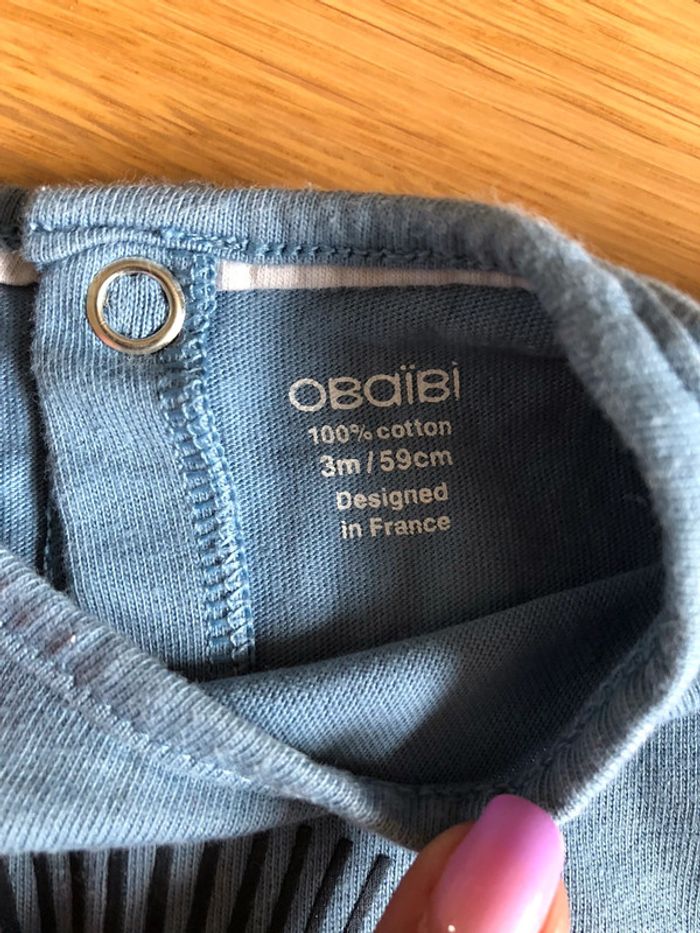 OBaïBi
100% cotton
3m/59cm
Designed
in France